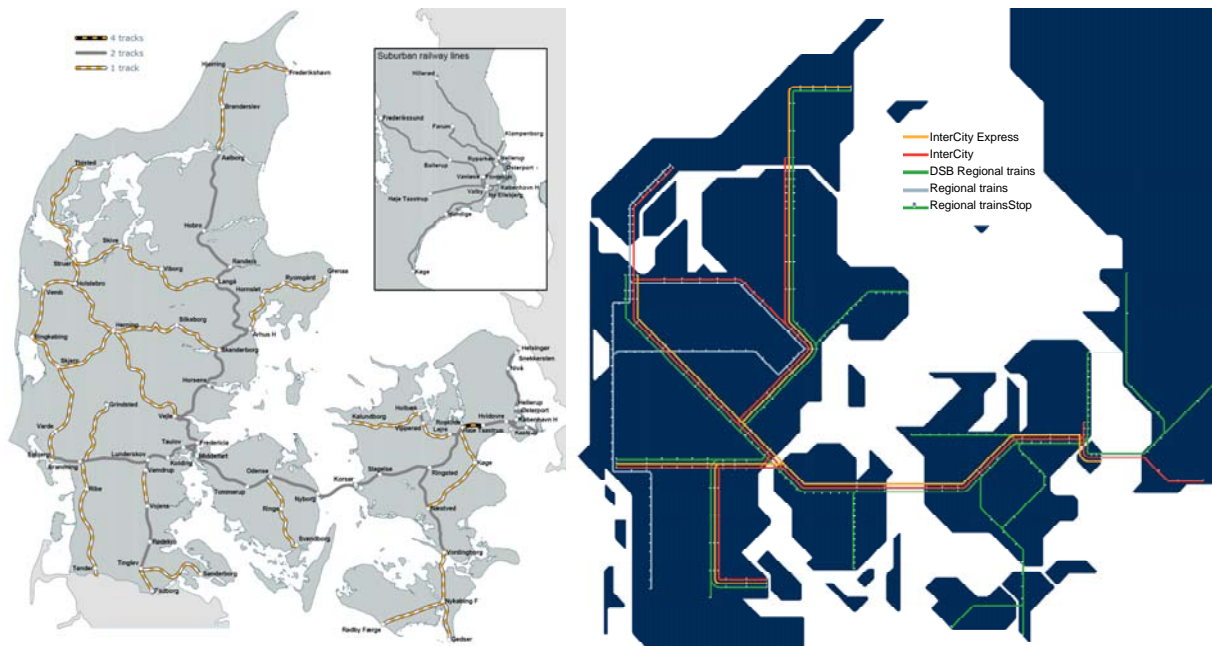 4 tracks
2 tracks
1 track
Suburban railway lines
Hillerød
Frederikssund
Farum
Klampenborg
Hellerup
Ryparken
Østerport
Ballerup
Vanløse
Flintholm
København H
Valby
Ny Ellebjerg
Høje Taastrup
Køge
Hjørring
Frederikshavn
Brønderslev
Aalborg
Thisted
Hobro
Skive
Struer
Viborg
Randers
Langå
Ryomgård
Grenaa
Hornslet
Holstebro
Vemb
Herning
Silkeborg
Århus H
Ringkøbing
Skanderborg
Skjern
Horsens
Helsingør
Snekkersten
Nivå
Grindsted
Vejle
Hellerup
Østerport
København H
Holbæk
Hvidovre
Kalundborg
Roskilde
Vipperød
Lejre
Høje Taastrup
Varde
Taulov
Fredericia
Middelfart
Esbjerg
Lunderskov
Kolding
Bramming
Vamdrup
Odense
Slagelse
Ringsted
Køge
Korsør
Tommerup
Nyborg
Ribe
Vojens
Ringe
Næstved
Rødekro
Svendborg
Vordingborg
Tinglev
Tønder
Sønderborg
Padborg
Nykøbing F
Rødby Færge
Gedser
InterCity Express
InterCity
DSB Regional trains
Regional trains
Regional trainsStop